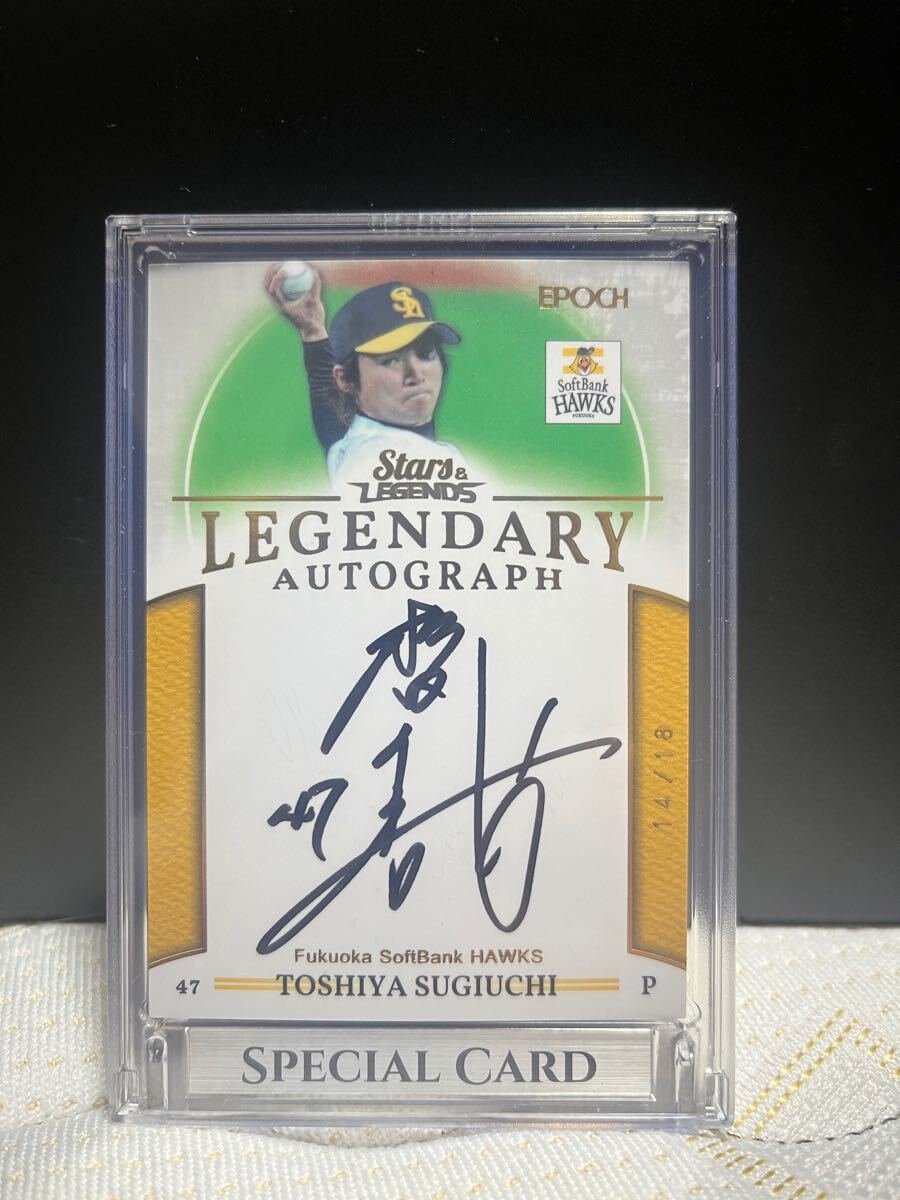 EPOCH
SH
SoftBank
HAWKS
FUKUOKA
Stars &
LEGENDS
LEGENDARY
AUTOGRAPH
47
14/18
Fukuoka SoftBank HAWKS
47 TOSHIYA SUGIUCHI P
SPECIAL CARD